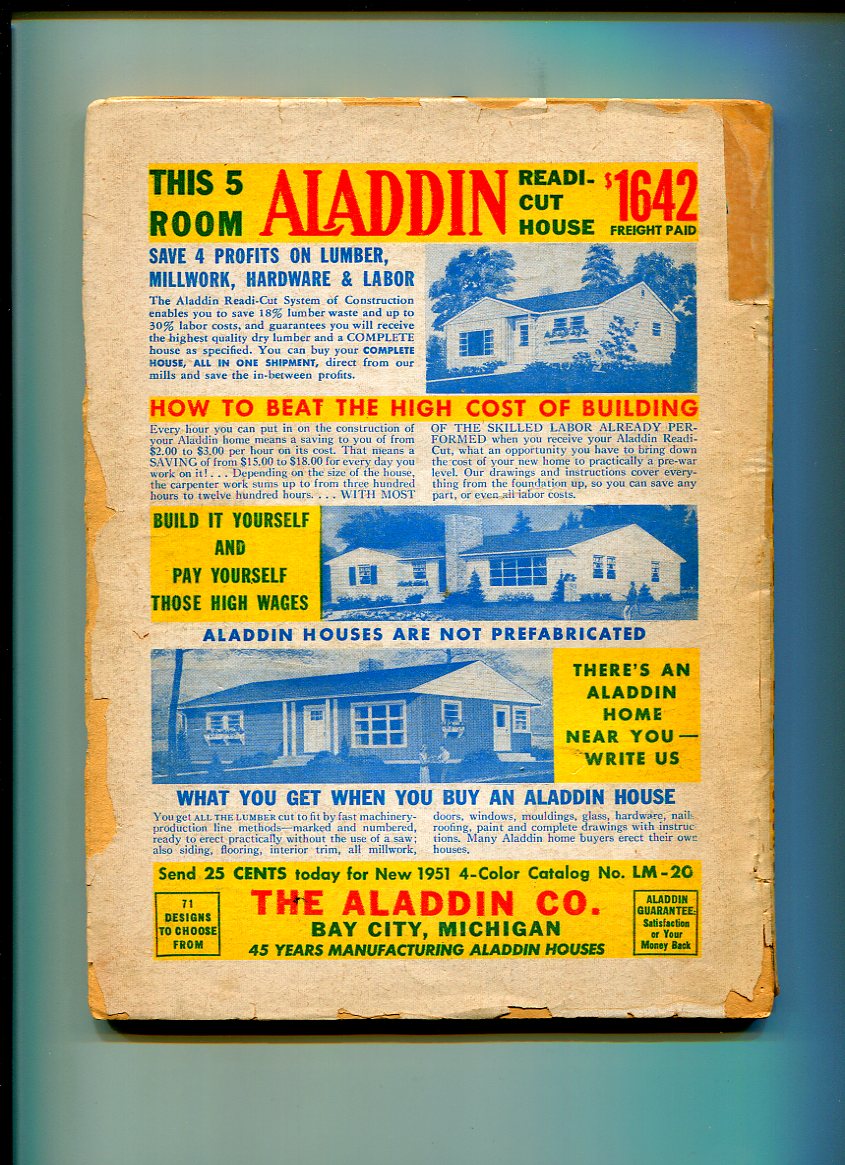 THIS 5
ROOM
ALADDIN
READI-
CUT
HOUSE
$1642
FREIGHT PAID
SAVE 4 PROFITS ON LUMBER,
MILLWORK, HARDWARE & LABOR
The Aladdin Readi-Cut System of Construction
enables you to save 18% lumber waste and up to
30% labor costs, and guarantees you will receive
the highest quality dry lumber and a COMPLETE
house as specified. You can buy your COMPLETE
HOUSE, ALL IN ONE SHIPMENT, direct from our
mills and save the in-between profits.
HOW TO BEAT THE HIGH COST OF BUILDING
Every hour you can put in on the construction of
your Aladdin home means a saving to you of from
$2.00 to $3.00 per hour on its cost. That means a
SAVING of from $15.00 to $18.00 for every day you
work on it! . . . Depending on the size of the house,
the carpenter work sums up to from three hundred
hours to twelve hundred hours. . . . WITH MOST
OF THE SKILLED LABOR ALREADY PER-
FORMED when you receive your Aladdin Readi-
Cut, what an opportunity you have to bring down
the cost of your new home to practically a pre-war
level. Our drawings and instructions cover every-
thing from the foundation up, so you can save any
part, or even all labor costs.
BUILD IT YOURSELF
AND
PAY YOURSELF
THOSE HIGH WAGES
ALADDIN HOUSES ARE NOT PREFABRICATED
THERE'S AN
ALADDIN
HOME
NEAR YOU—
WRITE US
WHAT YOU GET WHEN YOU BUY AN ALADDIN HOUSE
You get ALL THE LUMBER cut to fit by fast machinery-
production line methods—marked and numbered,
ready to erect practically without the use of a saw;
also siding, flooring, interior trim, all millwork,
doors, windows, mouldings, glass, hardware, nail
roofing, paint and complete drawings with instruc
tions. Many Aladdin home buyers erect their own
houses.
Send 25 CENTS today for New 1951 4-Color Catalog No. LM-20
71
DESIGNS
TO CHOOSE
FROM
THE ALADDIN CO.
BAY CITY, MICHIGAN
45 YEARS MANUFACTURING ALADDIN HOUSES
ALADDIN
GUARANTEE:
Satisfaction
or Your
Money Back